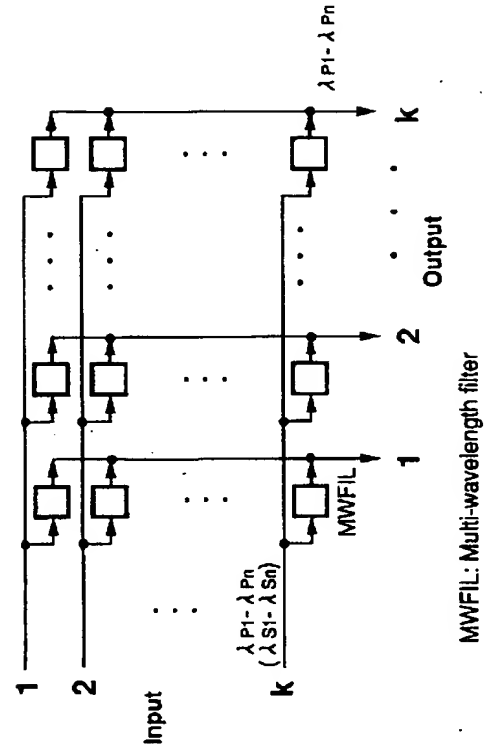 1
2
Input
k
λP1- λPn
( λS1- λSn)
MWFIL
1
2
k
Output
λP1- λPn
MWFIL: Multi-wavelength filter